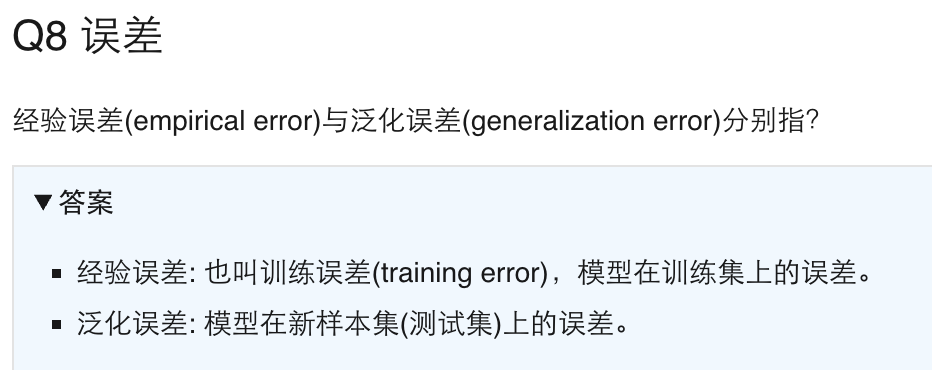 Q8 误差
经验误差(empirical error)与泛化误差(generalization error)分别指?
▼ 答案
▪ 经验误差: 也叫训练误差(training error)，模型在训练集上的误差。
▪ 泛化误差: 模型在新样本集(测试集)上的误差。